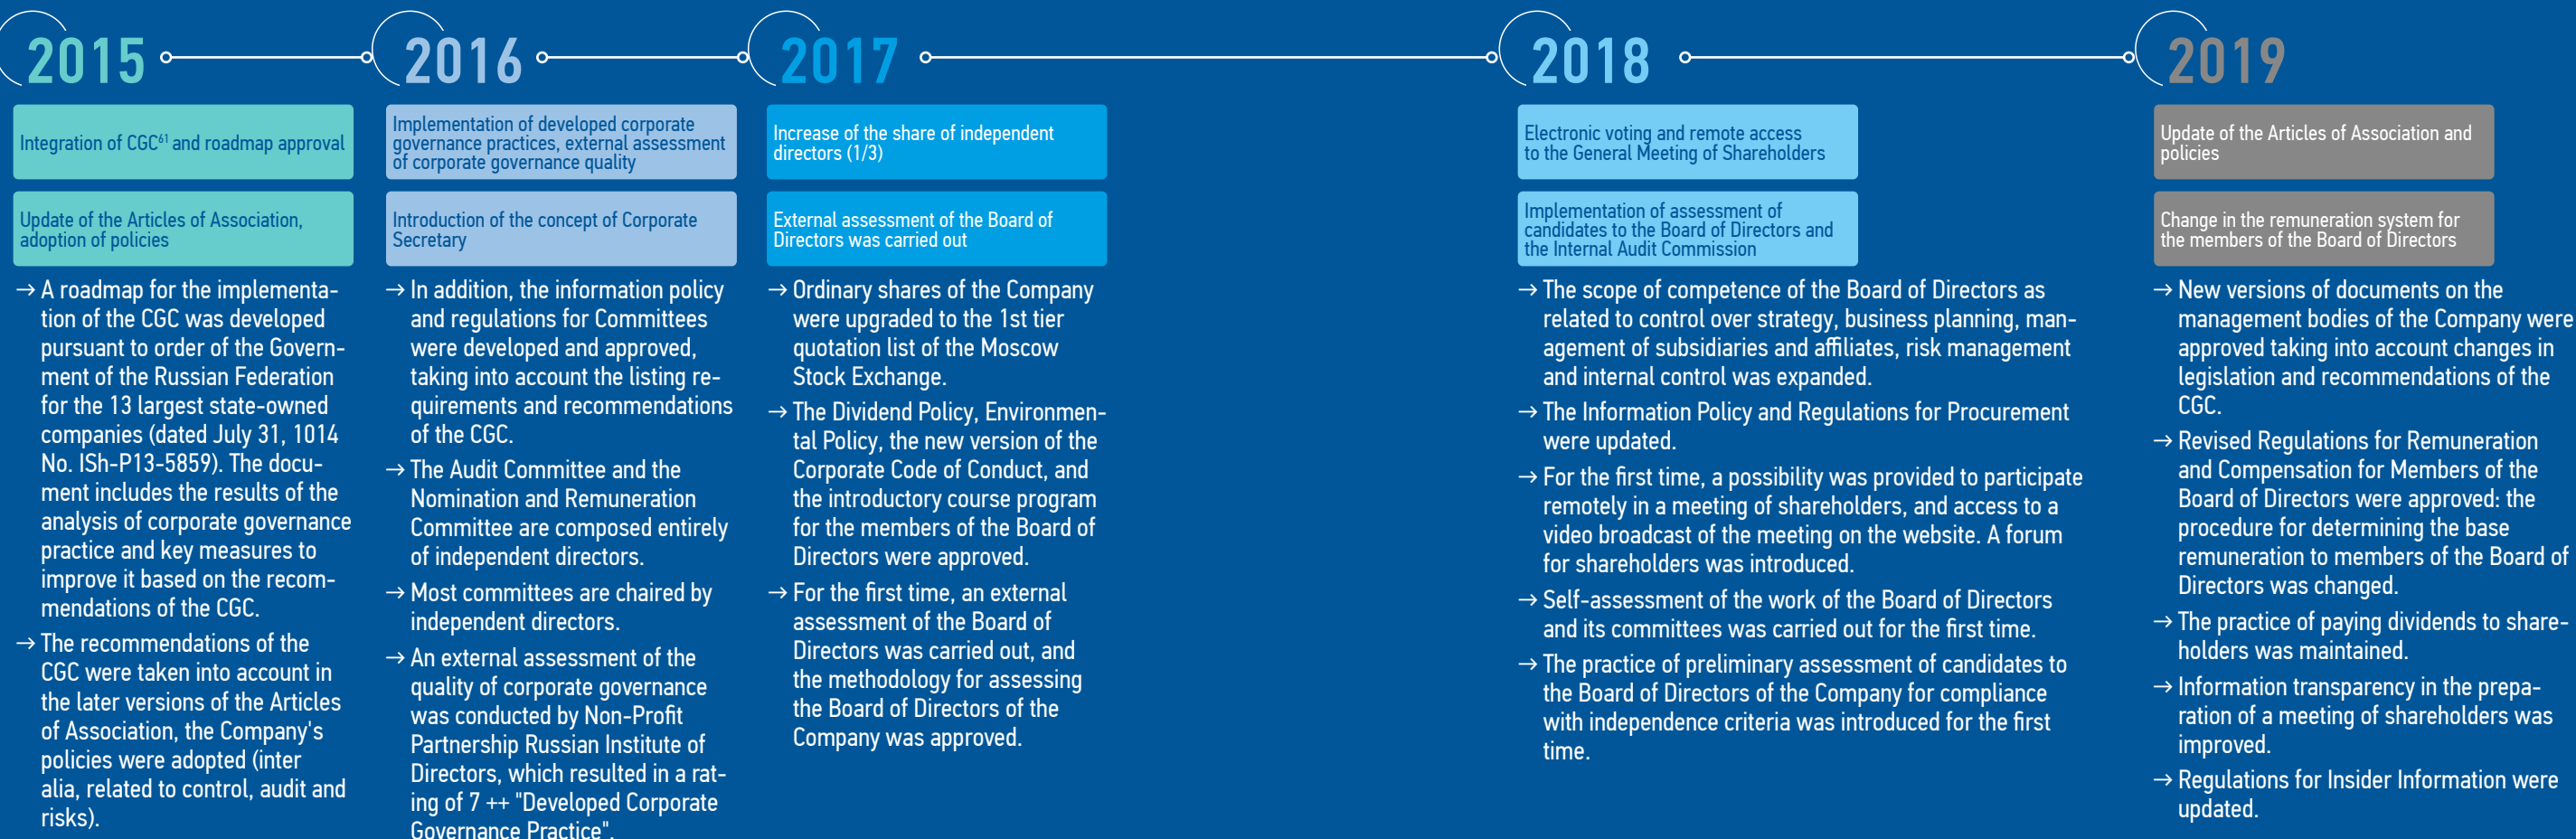 2015
Integration of CGC61 and roadmap approval
Update of the Articles of Association,
adoption of policies
→ A roadmap for the implementa-
tion of the CGC was developed
pursuant to order of the Govern-
ment of the Russian Federation
for the 13 largest state-owned
companies (dated July 31, 1014
No. ISh-P13-5859). The docu-
ment includes the results of the
analysis of corporate governance
practice and key measures to
improve it based on the recom-
mendations of the CGC.
→ The recommendations of the
CGC were taken into account in
the later versions of the Articles
of Association, the Company's
policies were adopted (inter
alia, related to control, audit and
risks).
2016
Implementation of developed corporate
governance practices, external assessment
of corporate governance quality
Introduction of the concept of Corporate
Secretary
→ In addition, the information policy
and regulations for Committees
were developed and approved,
taking into account the listing re-
quirements and recommendations
of the CGC.
→ The Audit Committee and the
Nomination and Remuneration
Committee are composed entirely
of independent directors.
→ Most committees are chaired by
independent directors.
→ An external assessment of the
quality of corporate governance
was conducted by Non-Profit
Partnership Russian Institute of
Directors, which resulted in a rat-
ing of 7 ++ "Developed Corporate
Governance Practice".
2017
Increase of the share of independent
directors (1/3)
External assessment of the Board of
Directors was carried out
→ Ordinary shares of the Company
were upgraded to the 1st tier
quotation list of the Moscow
Stock Exchange.
→ The Dividend Policy, Environmen-
tal Policy, the new version of the
Corporate Code of Conduct, and
the introductory course program
for the members of the Board of
Directors were approved.
→ For the first time, an external
assessment of the Board of
Directors was carried out, and
the methodology for assessing
the Board of Directors of the
Company was approved.
2018
Electronic voting and remote access
to the General Meeting of Shareholders
Implementation of assessment of
candidates to the Board of Directors and
the Internal Audit Commission
→ The scope of competence of the Board of Directors as
related to control over strategy, business planning, man-
agement of subsidiaries and affiliates, risk management
and internal control was expanded.
→ The Information Policy and Regulations for Procurement
were updated.
→ For the first time, a possibility was provided to participate
remotely in a meeting of shareholders, and access to a
video broadcast of the meeting on the website. A forum
for shareholders was introduced.
→ Self-assessment of the work of the Board of Directors
and its committees was carried out for the first time.
→ The practice of preliminary assessment of candidates to
the Board of Directors of the Company for compliance
with independence criteria was introduced for the first
time.
2019
Update of the Articles of Association and
policies
Change in the remuneration system for
the members of the Board of Directors
→ New versions of documents on the
management bodies of the Company were
approved taking into account changes in
legislation and recommendations of the
CGC.
→ Revised Regulations for Remuneration
and Compensation for Members of the
Board of Directors were approved: the
procedure for determining the base
remuneration to members of the Board of
Directors was changed.
→ The practice of paying dividends to share-
holders was maintained.
→ Information transparency in the prepa-
ration of a meeting of shareholders was
improved.
→ Regulations for Insider Information were
updated.